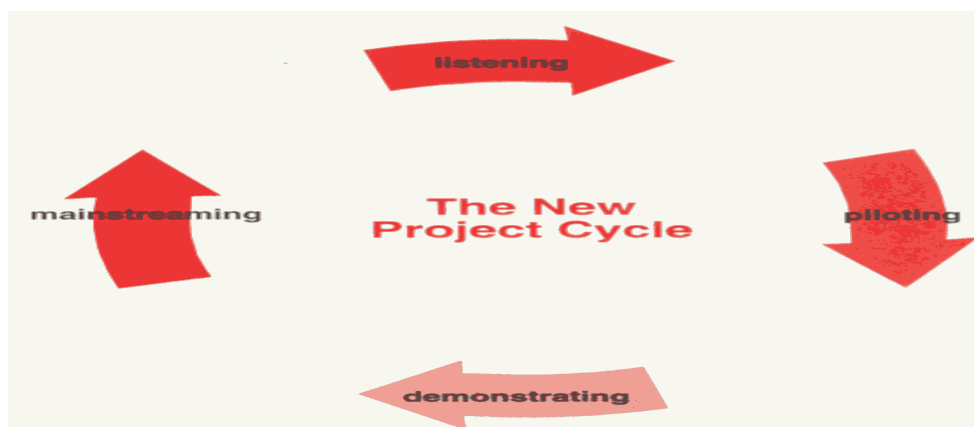 listening
mainstreaming
The New
Project Cycle
piloting
demonstrating